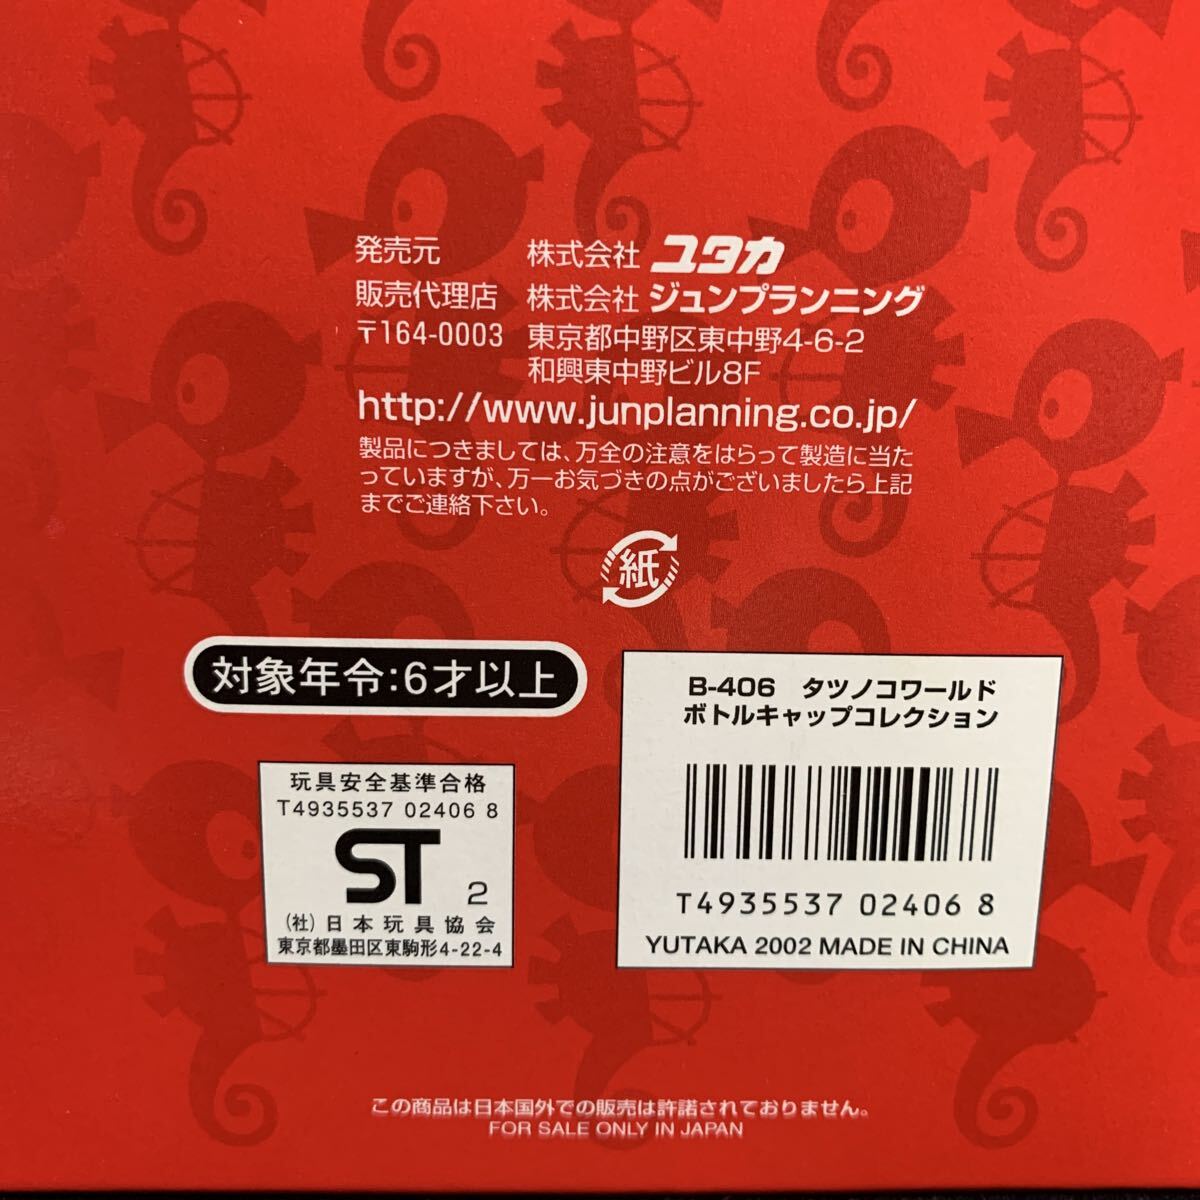 発売元 株式会社 ユタカ
販売代理店 株式会社 ジュンプランニング
〒164-0003 東京都中野区東中野4-6-2
和興東中野ビル8F
http://www.junplanning.co.jp/
製品につきましては、万全の注意をはらって製造に当た
っていますが、万一お気づきの点がございましたら上記
までご連絡下さい。
紙
対象年令:6才以上
B-406 タツノコワールド
ボトルキャップコレクション
T4935537 02406 8
YUTAKA 2002 MADE IN CHINA
玩具安全基準合格
T4935537 02406 8
ST 2
(社)日本玩具協会
東京都墨田区東駒形4-22-4
この商品は日本国外での販売は許諾されておりません。
FOR SALE ONLY IN JAPAN